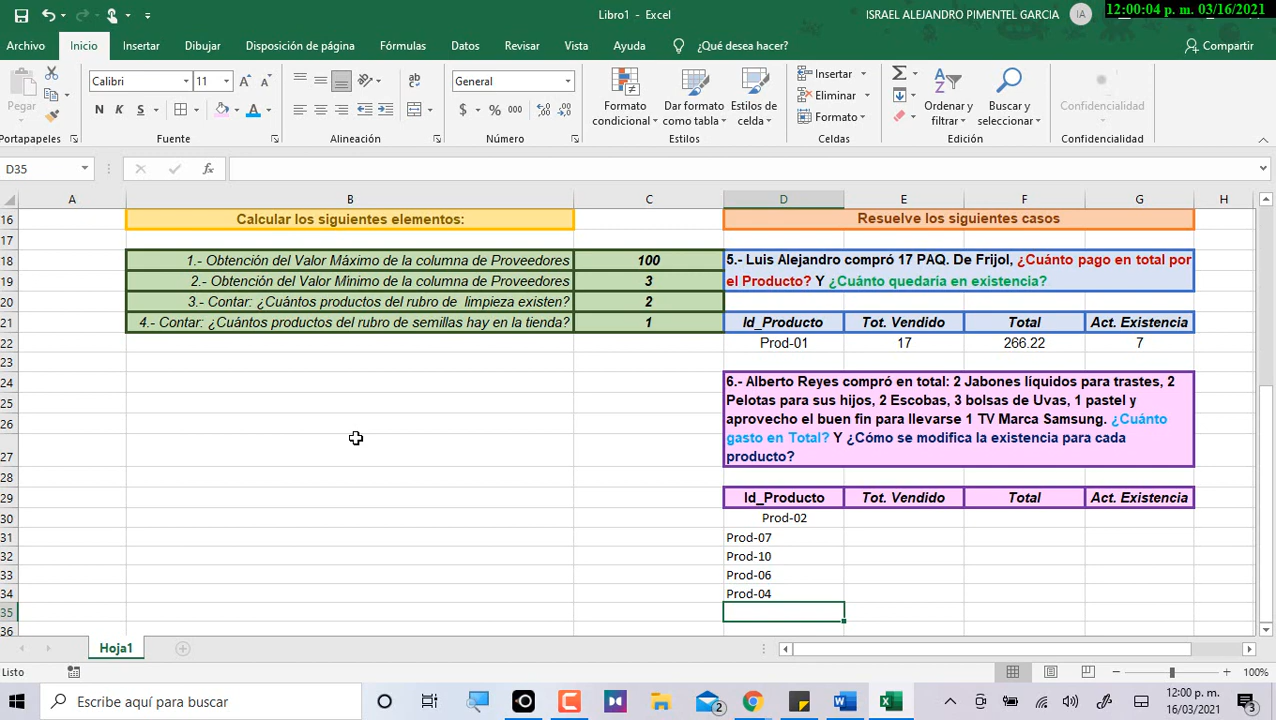 Libro1 - Excel
ISRAEL ALEJANDRO PIMENTEL GARCIA
IA
12:00:04 p. m. 03/16/2021
Archivo Inicio Insertar Dibujar Disposición de página Fórmulas Datos Revisar Vista Ayuda ¿Qué desea hacer? Compartir
Pegar
Portapapeles
Calibri 11
N K S
Fuente
Alineación
General
$ % 000
Número
Formato condicional
Dar formato como tabla
Estilos de celda
Estilos
Insertar
Eliminar
Formato
Celdas
Ordenar y filtrar
Buscar y seleccionar
Edición
Confidencialidad
Confidencialidad
D35 fx
A B C D E F G H
16 Calcular los siguientes elementos: Resuelve los siguientes casos
17
18 1.- Obtención del Valor Máximo de la columna de Proveedores 100 5.- Luis Alejandro compró 17 PAQ. De Frijol, ¿Cuánto pago en total por
19 2.- Obtención del Valor Minimo de la columna de Proveedores 3 el Producto? Y ¿Cuánto quedaría en existencia?
20 3.- Contar: ¿Cuántos productos del rubro de limpieza existen? 2
21 4.- Contar: ¿Cuántos productos del rubro de semillas hay en la tienda? 1 Id_Producto Tot. Vendido Total Act. Existencia
22 Prod-01 17 266.22 7
23
24 6.- Alberto Reyes compró en total: 2 Jabones líquidos para trastes, 2
25 Pelotas para sus hijos, 2 Escobas, 3 bolsas de Uvas, 1 pastel y
26 aprovecho el buen fin para llevarse 1 TV Marca Samsung. ¿Cuánto
gasto en Total? Y ¿Cómo se modifica la existencia para cada
27 producto?
28
29 Id_Producto Tot. Vendido Total Act. Existencia
30 Prod-02
31 Prod-07
32 Prod-10
33 Prod-06
34 Prod-04
35
36
Hoja1
Listo
100%
Escribe aquí para buscar
2
12:00 p. m.
16/03/2021
3